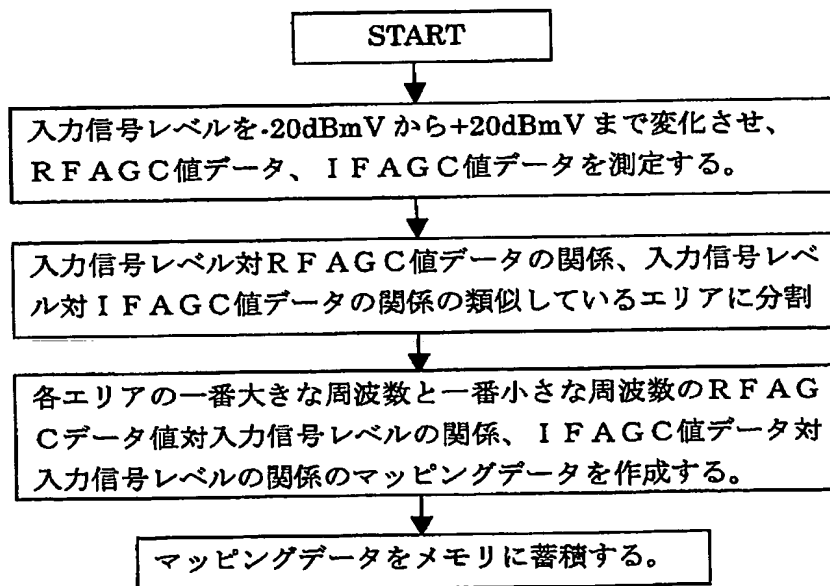 START
入力信号レベルを-20dBmVから+20dBmVまで変化させ、
ＲＦＡＧＣ値データ、ＩＦＡＧＣ値データを測定する。
入力信号レベル対ＲＦＡＧＣ値データの関係、入力信号レベ
ル対ＩＦＡＧＣ値データの関係の類似しているエリアに分割
各エリアの一番大きな周波数と一番小さな周波数のＲＦＡＧ
Ｃデータ値対入力信号レベルの関係、ＩＦＡＧＣ値データ対
入力信号レベルの関係のマッピングデータを作成する。
マッピングデータをメモリに蓄積する。